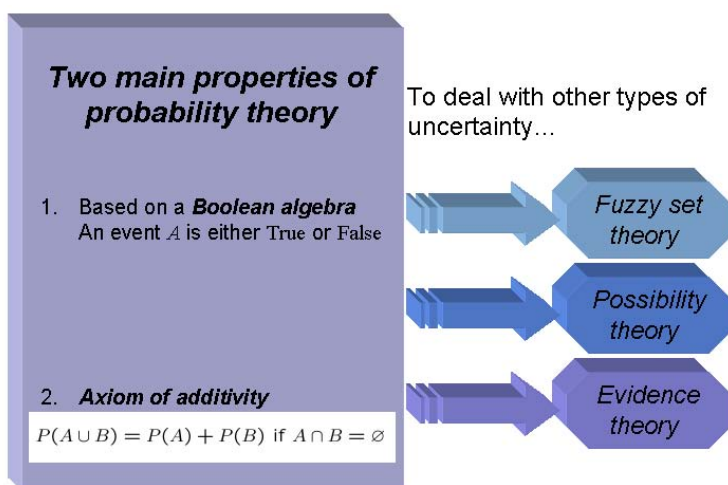 Two main properties of
probability theory
To deal with other types of
uncertainty…
1. Based on a Boolean algebra
An event A is either True or False
Fuzzy set
theory
Possibility
theory
2. Axiom of additivity
P(A ∪ B) = P(A) + P(B) if A ∩ B = ∅
Evidence
theory